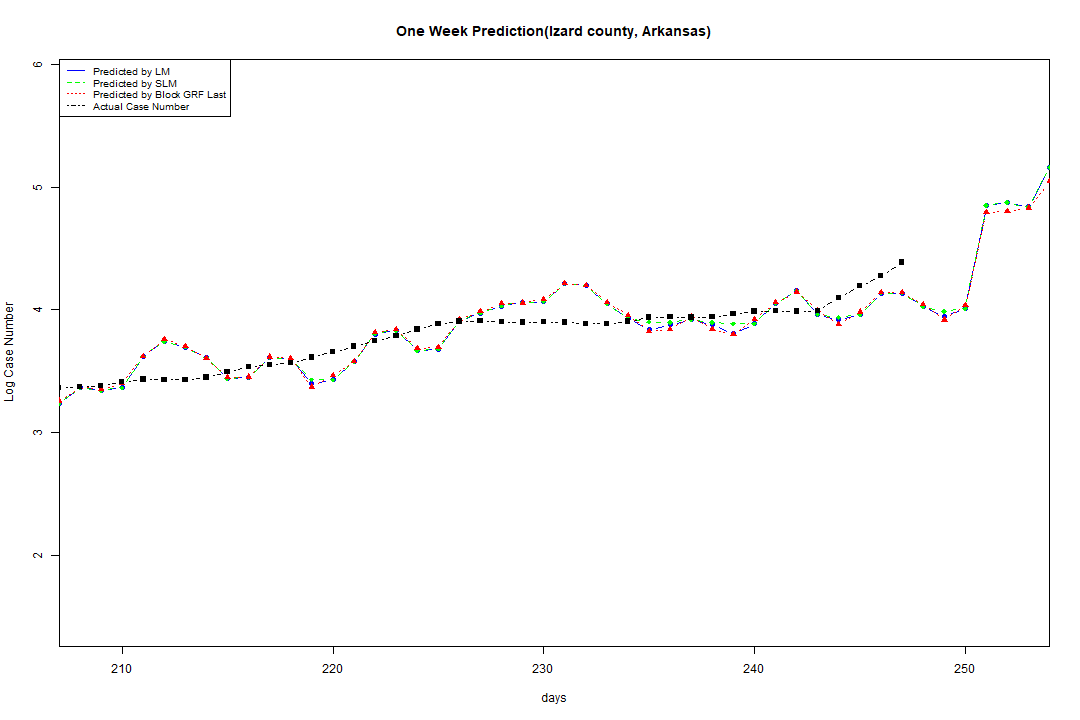 One Week Prediction(Izard county, Arkansas)
Predicted by LM
Predicted by SLM
Predicted by Block GRF Last
Actual Case Number
6
5
4
3
2
Log Case Number
210 220 230 240 250
days